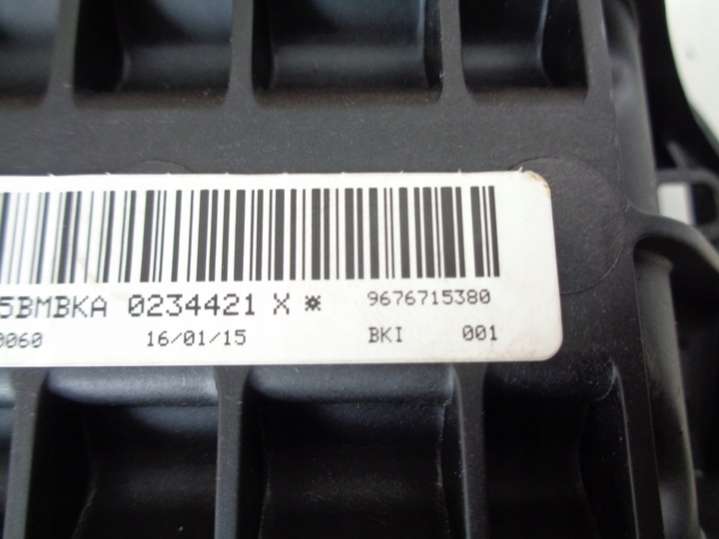 5BMBKA 0234421 X * 9676715380
0060 16/01/15 BKI 001